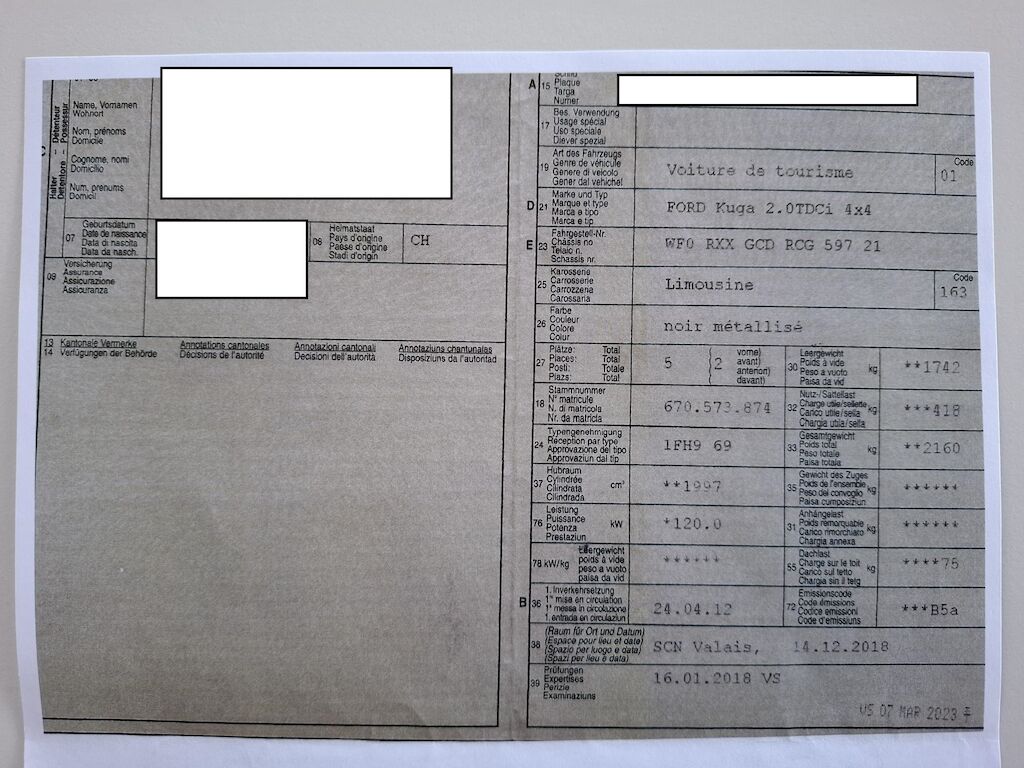 Halter
Détenteur
Detentore
Possessur
Name, Vornamen
Wohnort
Nom, prénoms
Domicile
Cognome, nomi
Domicilio
Num, prenums
Domicil
07
Geburtsdatum
Date de naissance
Data di nascita
Data da nasch.
08
Heimatstaat
Pays d'origine
Paese d'origine
Stadi d'origin
CH
09
Versicherung
Assurance
Assicurazione
Assicuranza
13 Kantonale Vermerke Annotations cantonales Annotazioni cantonali Annotaziuns chantunales
14 Verfügungen der Behörde Décisions de l'autorité Decisioni dell'autorità Disposiziuns da l'autoritad
A 15
Schild
Plaque
Targa
Numer
17
Bes. Verwendung
Usage spécial
Uso speciale
Diever spezial
19
Art des Fahrzeugs
Genre de véhicule
Genere di veicolo
Gener dal vehichel
Voiture de tourisme
Code
01
D 21
Marke und Typ
Marque et type
Marca e tipo
Marca e tip
FORD Kuga 2.0TDCi 4x4
E 23
Fahrgestell-Nr.
Châssis no
Telaio n.
Schassis nr.
WF0 RXX GCD RCG 597 21
25
Karosserie
Carrosserie
Carrozzeria
Carossaria
Limousine
Code
163
26
Farbe
Couleur
Colore
Colur
noir métallisé
27
Plätze: Total
Places: Total
Posti: Totale
Plazs: Total
5
2
vorne)
avant)
anteriori)
davant)
30
Leergewicht
Poids à vide
Peso a vuoto
Paisa da vid
kg
**1742
18
Stammnummer
N° matricule
N. di matricola
Nr. da matricla
670.573.874
32
Nutz-/Sattellast
Charge utile/sellette
Carico utile/sella
Chargia utila/sella
kg
***418
24
Typengenehmigung
Réception par type
Approvazione del tipo
Approvaziun dal tip
1FH9 69
33
Gesamtgewicht
Poids total
Peso totale
Paisa totala
kg
**2160
37
Hubraum
Cylindrée
Cilindrata
Cilindrada
cm³
**1997
35
Gewicht des Zuges
Poids de l'ensemble
Peso del convoglio
Paisa cumposiziun
kg
******
76
Leistung
Puissance
Potenza
Prestaziun
kW
*120.0
31
Anhängelast
Poids remorquable
Carico rimorchiato
Chargia annexa
kg
******
78 kW/kg
Leergewicht
poids à vide
peso a vuoto
paisa da vid
******
55
Dachlast
Charge sur le toit
Carico sul tetto
Chargia sin il tetg
kg
****75
B 36
1. Inverkehrsetzung
1re mise en circulation
1a messa in circolazione
1. entrada en circulaziun
24.04.12
72
Emissionscode
Code émissions
Codice emissioni
Code d'emissiuns
***B5a
38
(Raum für Ort und Datum)
(Espace pour lieu et date)
(Spazio per luogo e data)
(Spazi per lieu e data)
SCN Valais, 14.12.2018
39
Prüfungen
Expertises
Perizie
Examinaziuns
16.01.2018 VS
VS 07 MAR 2023